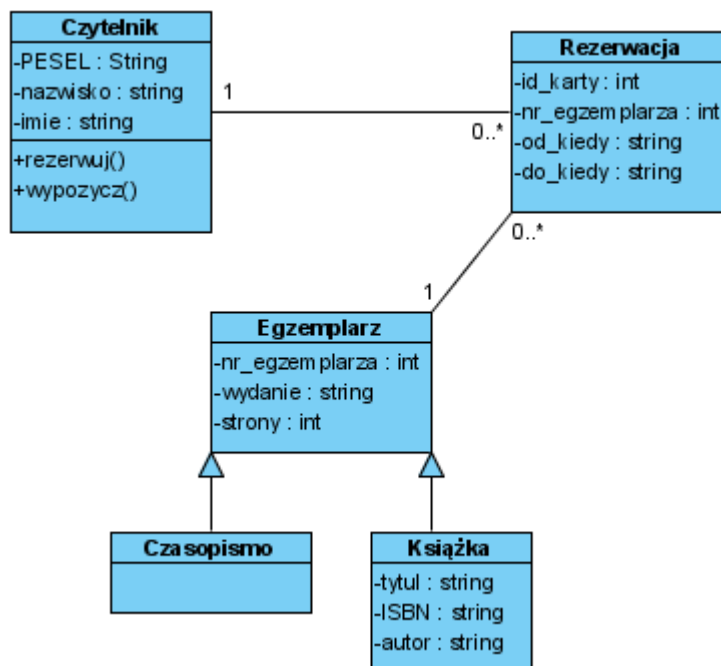 Czytelnik
-PESEL : String
-nazwisko : string
-imie : string
+rezerwuj()
+wypozycz()
1
0..*
Rezerwacja
-id_karty : int
-nr_egzemplarza : int
-od_kiedy : string
-do_kiedy : string
0..*
1
Egzemplarz
-nr_egzemplarza : int
-wydanie : string
-strony : int
Czasopismo
Książka
-tytul : string
-ISBN : string
-autor : string